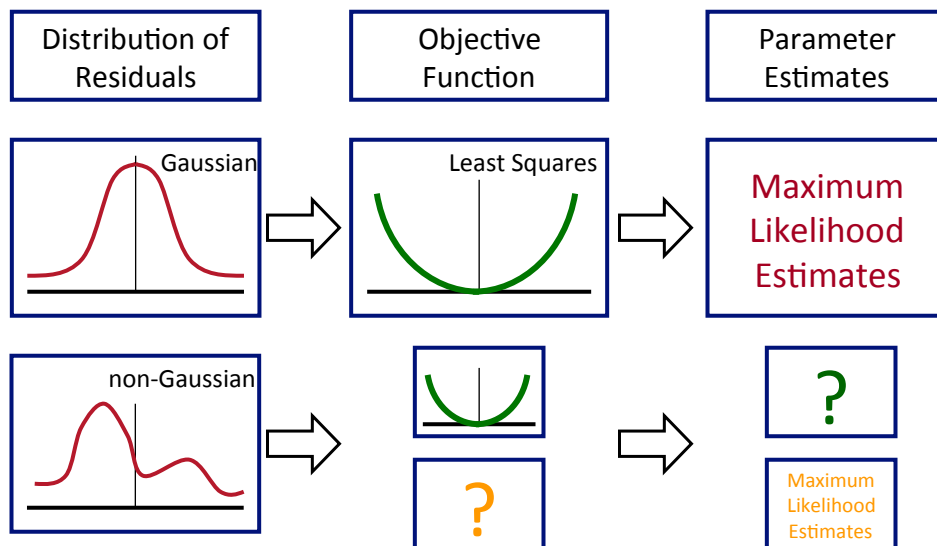 Distribution of
Residuals
Objective
Function
Parameter
Estimates
Gaussian
Least Squares
Maximum
Likelihood
Estimates
non-Gaussian
?
?
Maximum
Likelihood
Estimates